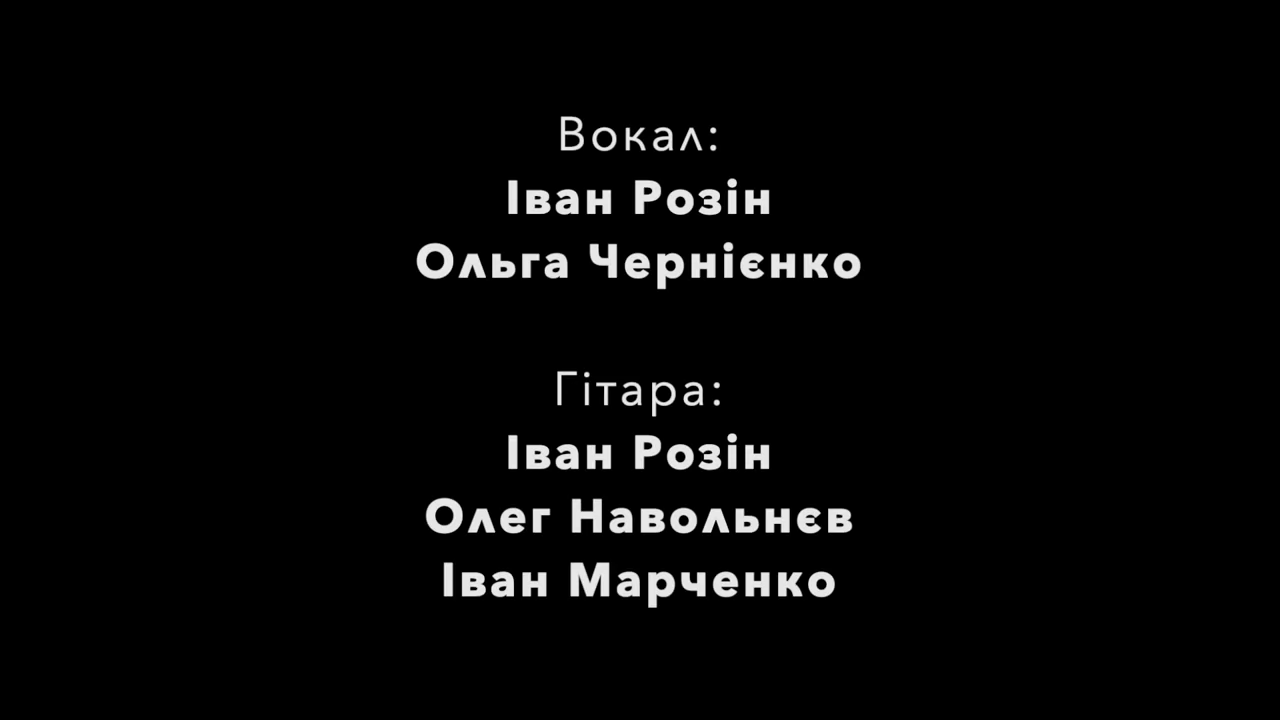 Вокал:
Іван Розін
Ольга Чернієнко
Гітара:
Іван Розін
Олег Навольнєв
Іван Марченко